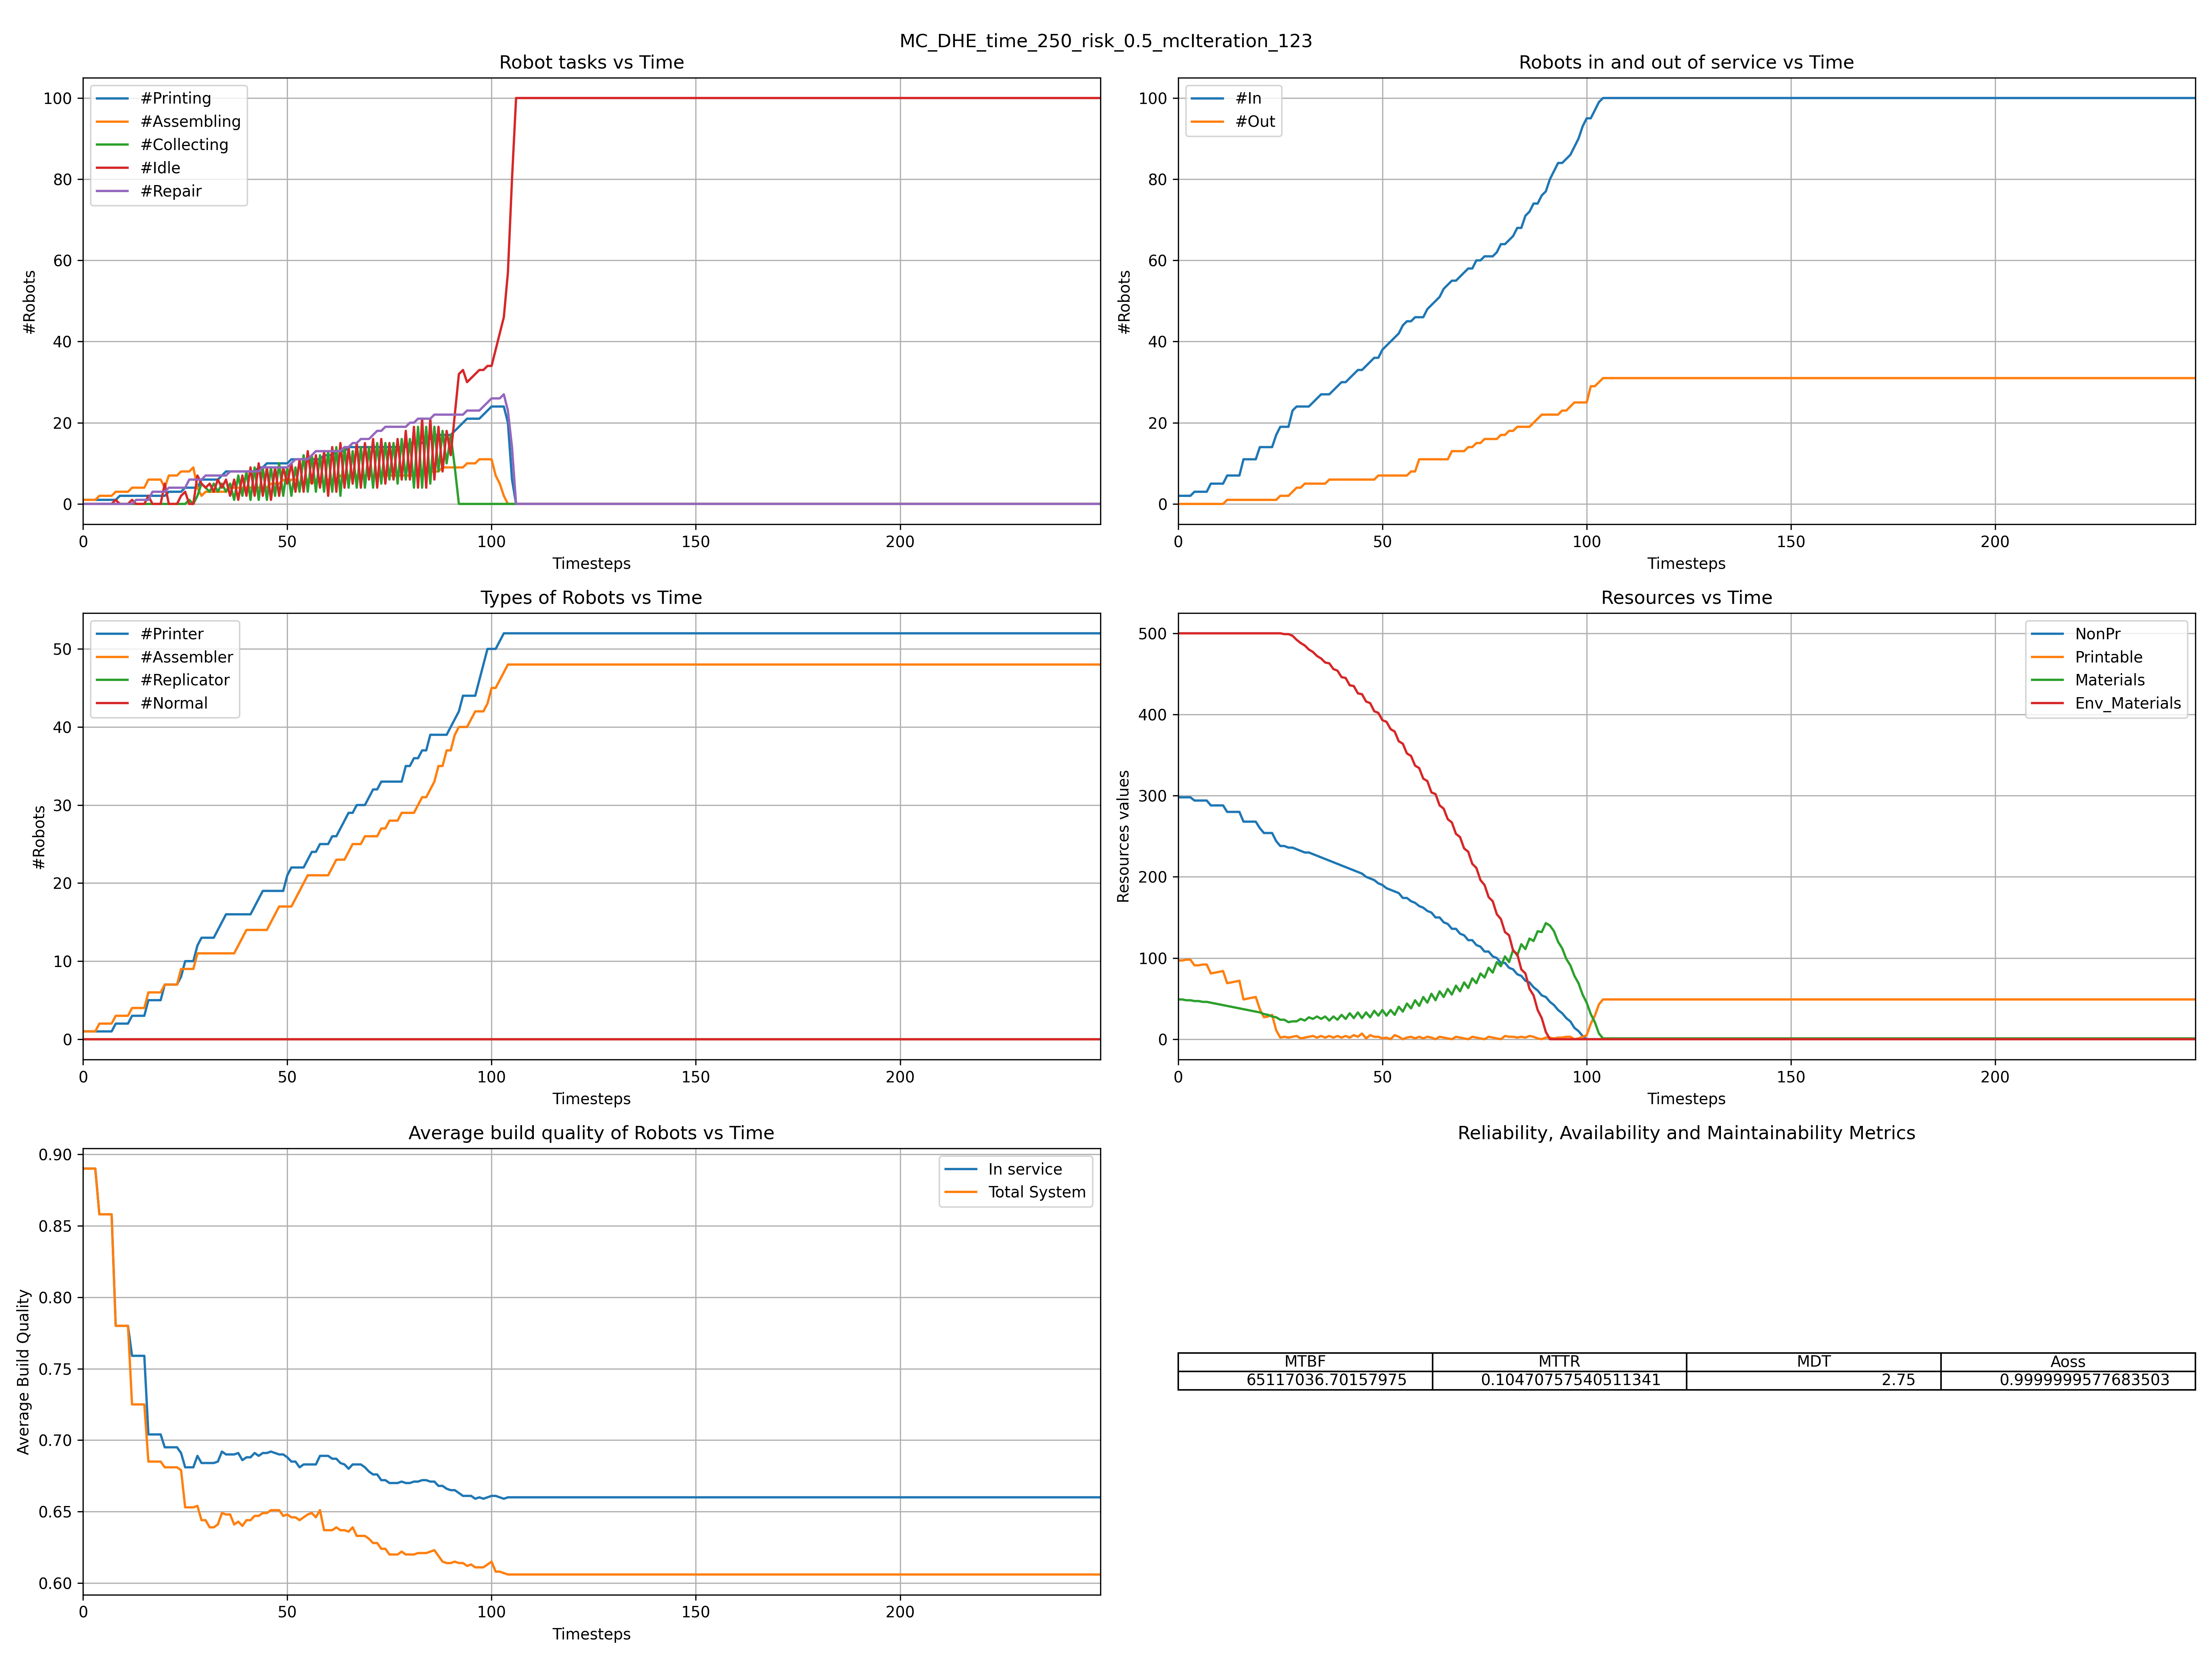 MC_DHE_time_250_risk_0.5_mcIteration_123
Robot tasks vs Time
#Printing
#Assembling
#Collecting
#Idle
#Repair
100
80
60
40
20
0
#Robots
0 50 100 150 200
Timesteps
Robots in and out of service vs Time
#In
#Out
100
80
60
40
20
0
#Robots
0 50 100 150 200
Timesteps
Types of Robots vs Time
#Printer
#Assembler
#Replicator
#Normal
50
40
30
20
10
0
#Robots
0 50 100 150 200
Timesteps
Resources vs Time
NonPr
Printable
Materials
Env_Materials
500
400
300
200
100
0
Resources values
0 50 100 150 200
Timesteps
Average build quality of Robots vs Time
In service
Total System
0.90
0.85
0.80
0.75
0.70
0.65
0.60
Average Build Quality
0 50 100 150 200
Timesteps
Reliability, Availability and Maintainability Metrics
MTBF MTTR MDT Aoss
65117036.70157975 0.10470757540511341 2.75 0.9999999577683503